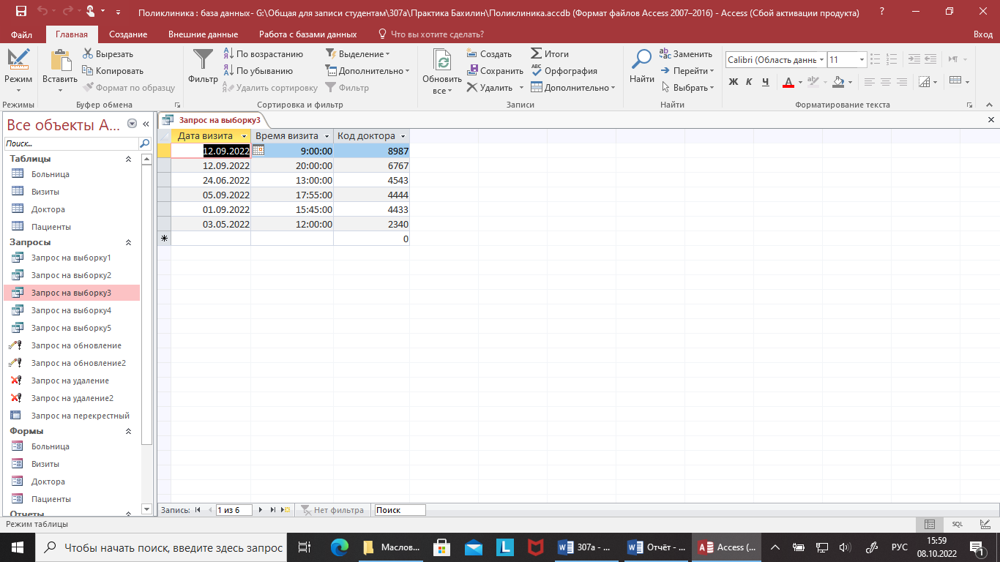 Поликлиника : база данных- G:\Общая для записи студентам\307а\Практика Бахилин\Поликлиника.accdb (Формат файлов Access 2007–2016) - Access (Сбой активации продукта)
?
Файл Главная Создание Внешние данные Работа с базами данных Что вы хотите сделать? Вход
Режим
Режимы
Вставить
Вырезать
Копировать
Формат по образцу
Буфер обмена
Фильтр
По возрастанию
По убыванию
Удалить сортировку
Выделение
Дополнительно
Фильтр
Сортировка и фильтр
Обновить
все
Создать
Сохранить
Удалить
Итоги
Орфография
Дополнительно
Записи
Найти
Заменить
Перейти
Выбрать
Найти
Calibri (Область даннь 11
Ж К Ч
Форматирование текста
Все объекты A...
Поиск...
Таблицы
Больница
Визиты
Доктора
Пациенты
Запросы
Запрос на выборку1
Запрос на выборку2
Запрос на выборку3
Запрос на выборку4
Запрос на выборку5
Запрос на обновление
Запрос на обновление2
Запрос на удаление
Запрос на удаление2
Запрос на перекрестный
Формы
Больница
Визиты
Доктора
Пациенты
Отчеты
Запрос на выборку3
Дата визита Время визита Код доктора
12.09.2022 9:00:00 8987
12.09.2022 20:00:00 6767
24.06.2022 13:00:00 4543
05.09.2022 17:55:00 4444
01.09.2022 15:45:00 4433
03.05.2022 12:00:00 2340
0
Запись: 1 из 6 Нет фильтра Поиск
Режим таблицы SQL
Чтобы начать поиск, введите здесь запрос
Маслов...
307а - ...
Отчёт - ...
Access (...
РУС
15:59
08.10.2022
1